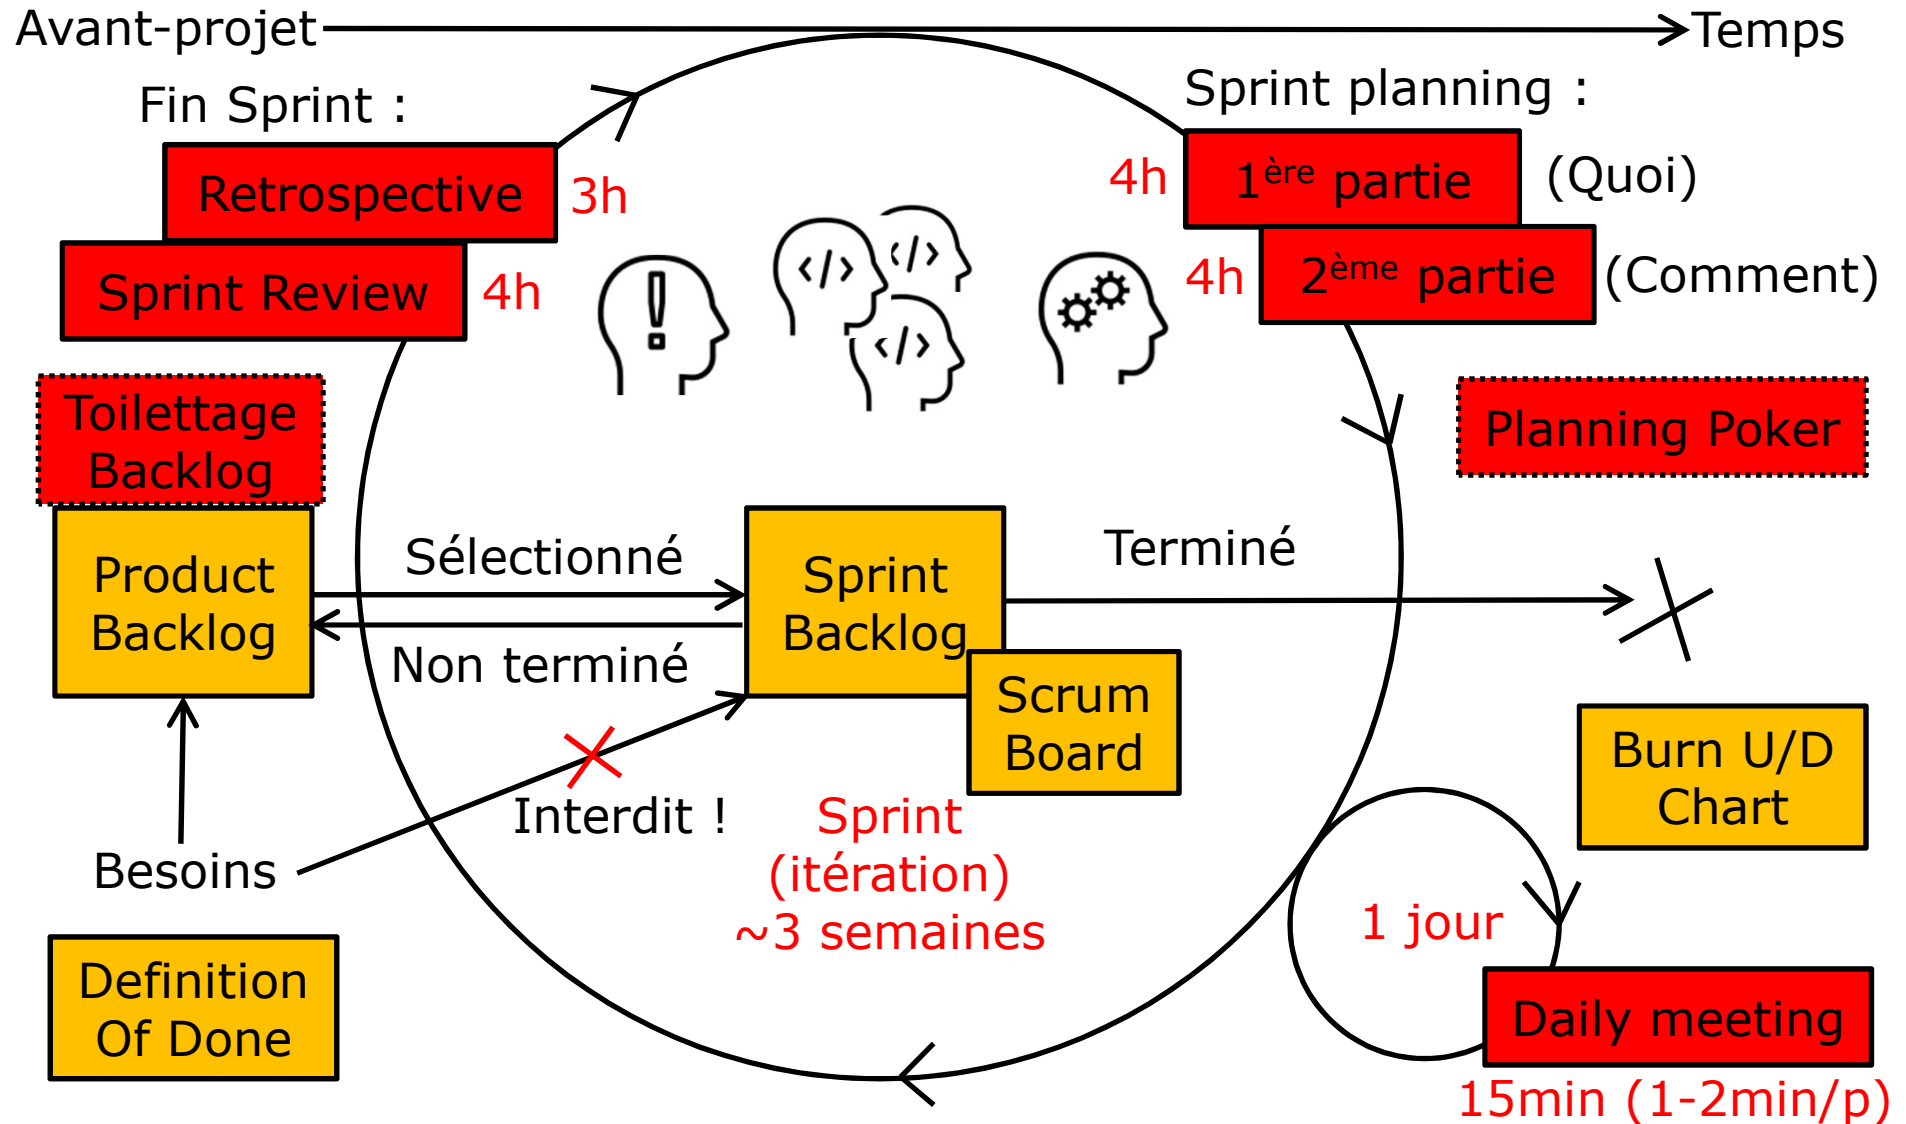 Avant-projet
Temps
Fin Sprint :
Sprint planning :
Retrospective
3h
4h
1ère partie
(Quoi)
Sprint Review
4h
4h
2ème partie
(Comment)
</>
</>
</>
!
Toilettage
Backlog
Planning Poker
Product
Backlog
Sélectionné
Non terminé
Sprint
Backlog
Terminé
Scrum
Board
Burn U/D
Chart
Interdit !
Besoins
Sprint
(itération)
~3 semaines
1 jour
Definition
Of Done
Daily meeting
15min (1-2min/p)